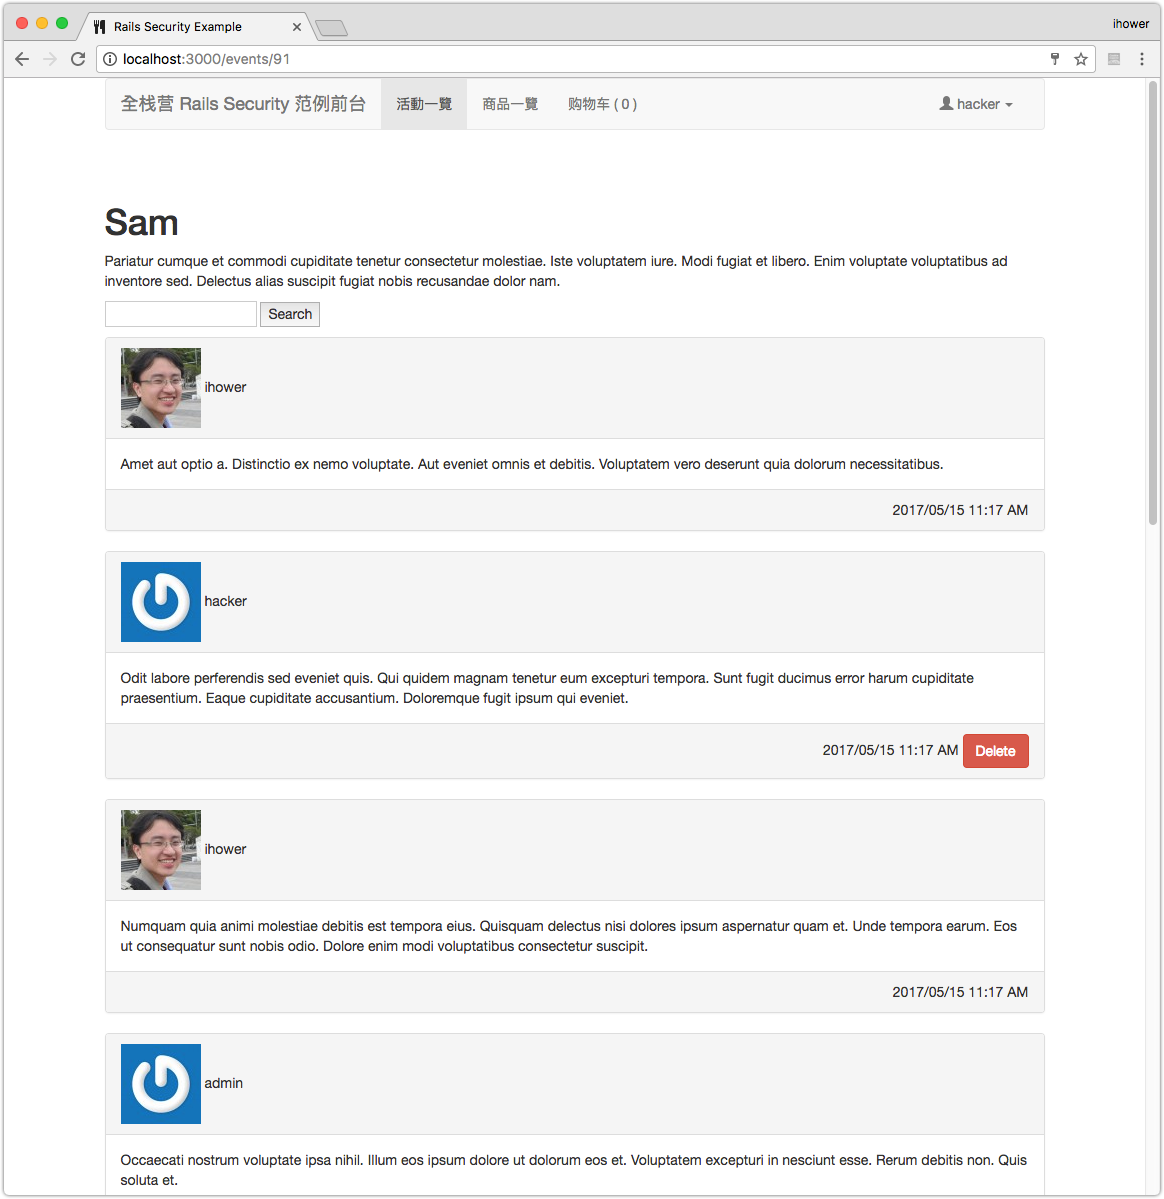 Rails Security Example
ihower
localhost:3000/events/91
全栈营 Rails Security 范例前台 活動一覽 商品一覽 购物车 ( 0 ) hacker
Sam
Pariatur cumque et commodi cupiditate tenetur consectetur molestiae. Iste voluptatem iure. Modi fugiat et libero. Enim voluptate voluptatibus ad
inventore sed. Delectus alias suscipit fugiat nobis recusandae dolor nam.
Search
ihower
Amet aut optio a. Distinctio ex nemo voluptate. Aut eveniet omnis et debitis. Voluptatem vero deserunt quia dolorum necessitatibus.
2017/05/15 11:17 AM
hacker
Odit labore perferendis sed eveniet quis. Qui quidem magnam tenetur eum excepturi tempora. Sunt fugit ducimus error harum cupiditate
praesentium. Eaque cupiditate accusantium. Doloremque fugit ipsum qui eveniet.
2017/05/15 11:17 AM Delete
ihower
Numquam quia animi molestiae debitis est tempora eius. Quisquam delectus nisi dolores ipsum aspernatur quam et. Unde tempora earum. Eos
ut consequatur sunt nobis odio. Dolore enim modi voluptatibus consectetur suscipit.
2017/05/15 11:17 AM
admin
Occaecati nostrum voluptate ipsa nihil. Illum eos ipsum dolore ut dolorum eos et. Voluptatem excepturi in nesciunt esse. Rerum debitis non. Quis
soluta et.